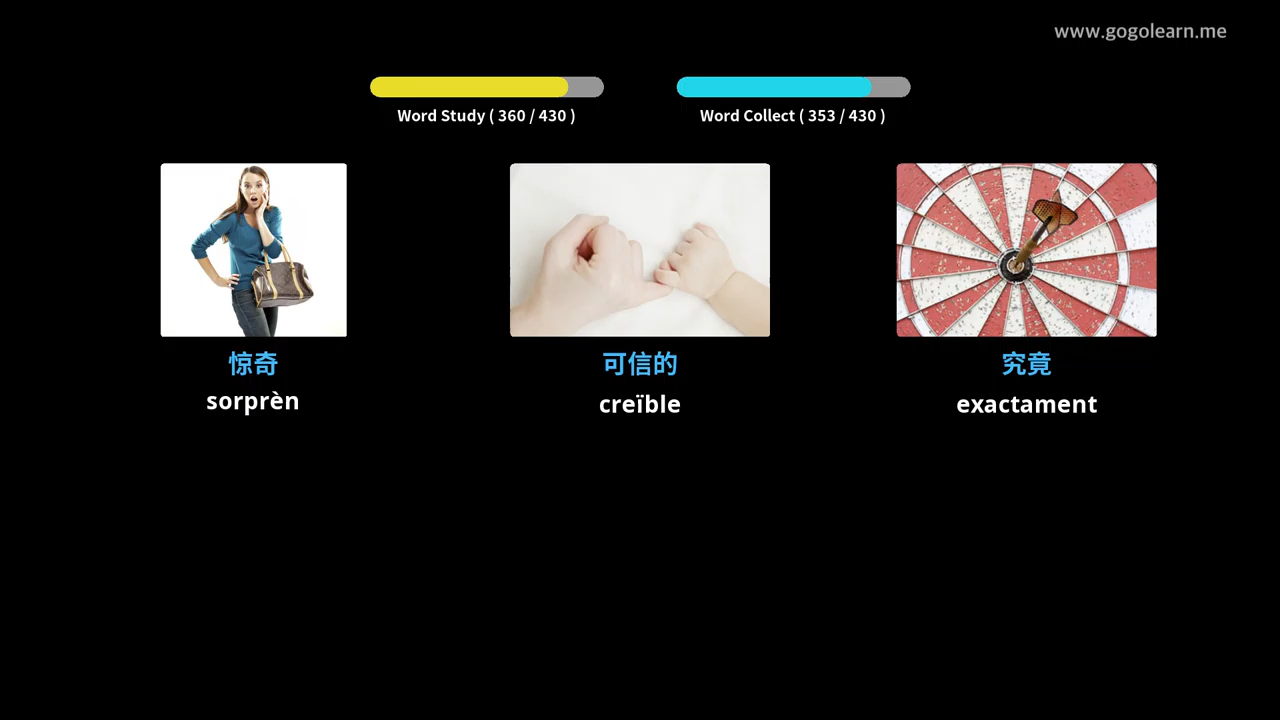 www.gogolearn.me
Word Study ( 360 / 430 )
Word Collect ( 353 / 430 )
惊奇
sorprèn
可信的
creïble
究竟
exactament